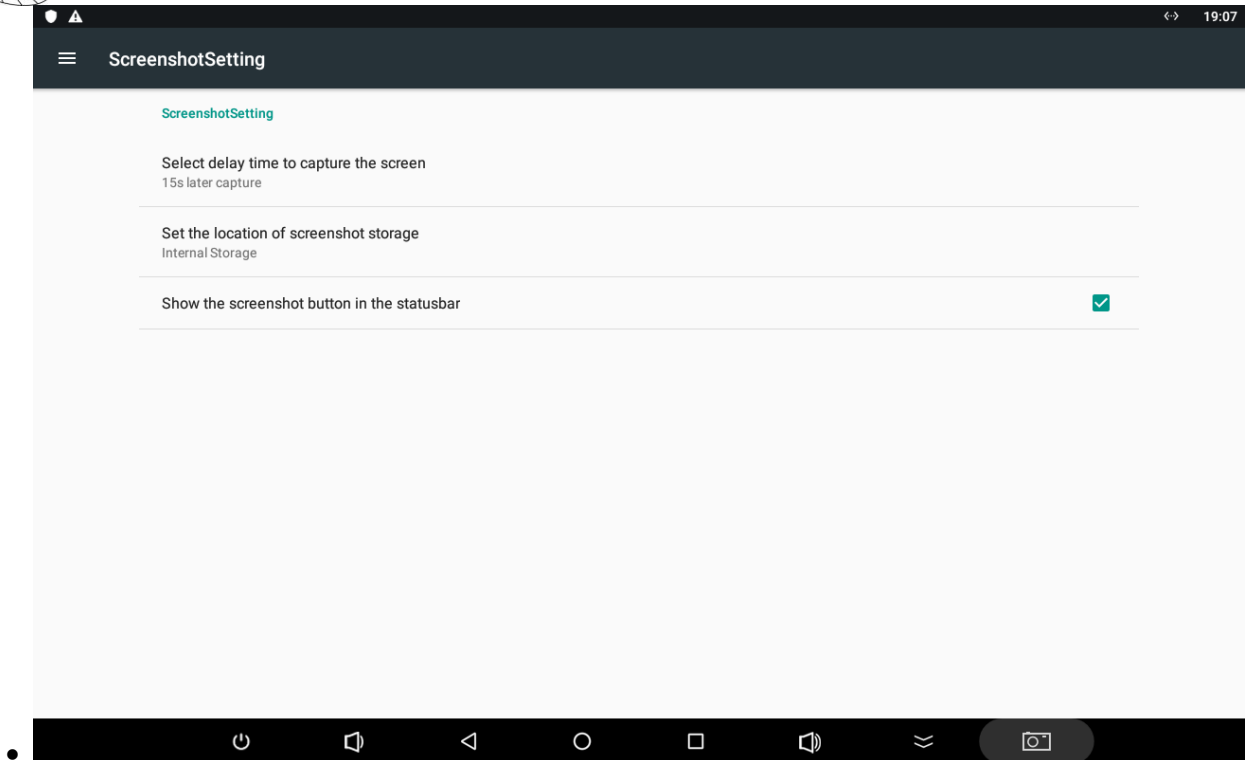 19:07
ScreenshotSetting
ScreenshotSetting
Select delay time to capture the screen
15s later capture
Set the location of screenshot storage
Internal Storage
Show the screenshot button in the statusbar